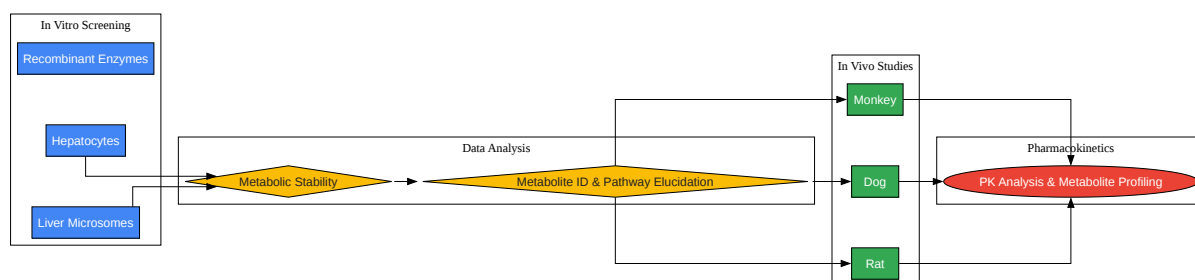 In Vitro Screening
Recombinant Enzymes
Hepatocytes
Liver Microsomes
Data Analysis
Metabolic Stability
Metabolite ID & Pathway Elucidation
In Vivo Studies
Monkey
Dog
Rat
Pharmacokinetics
PK Analysis & Metabolite Profiling